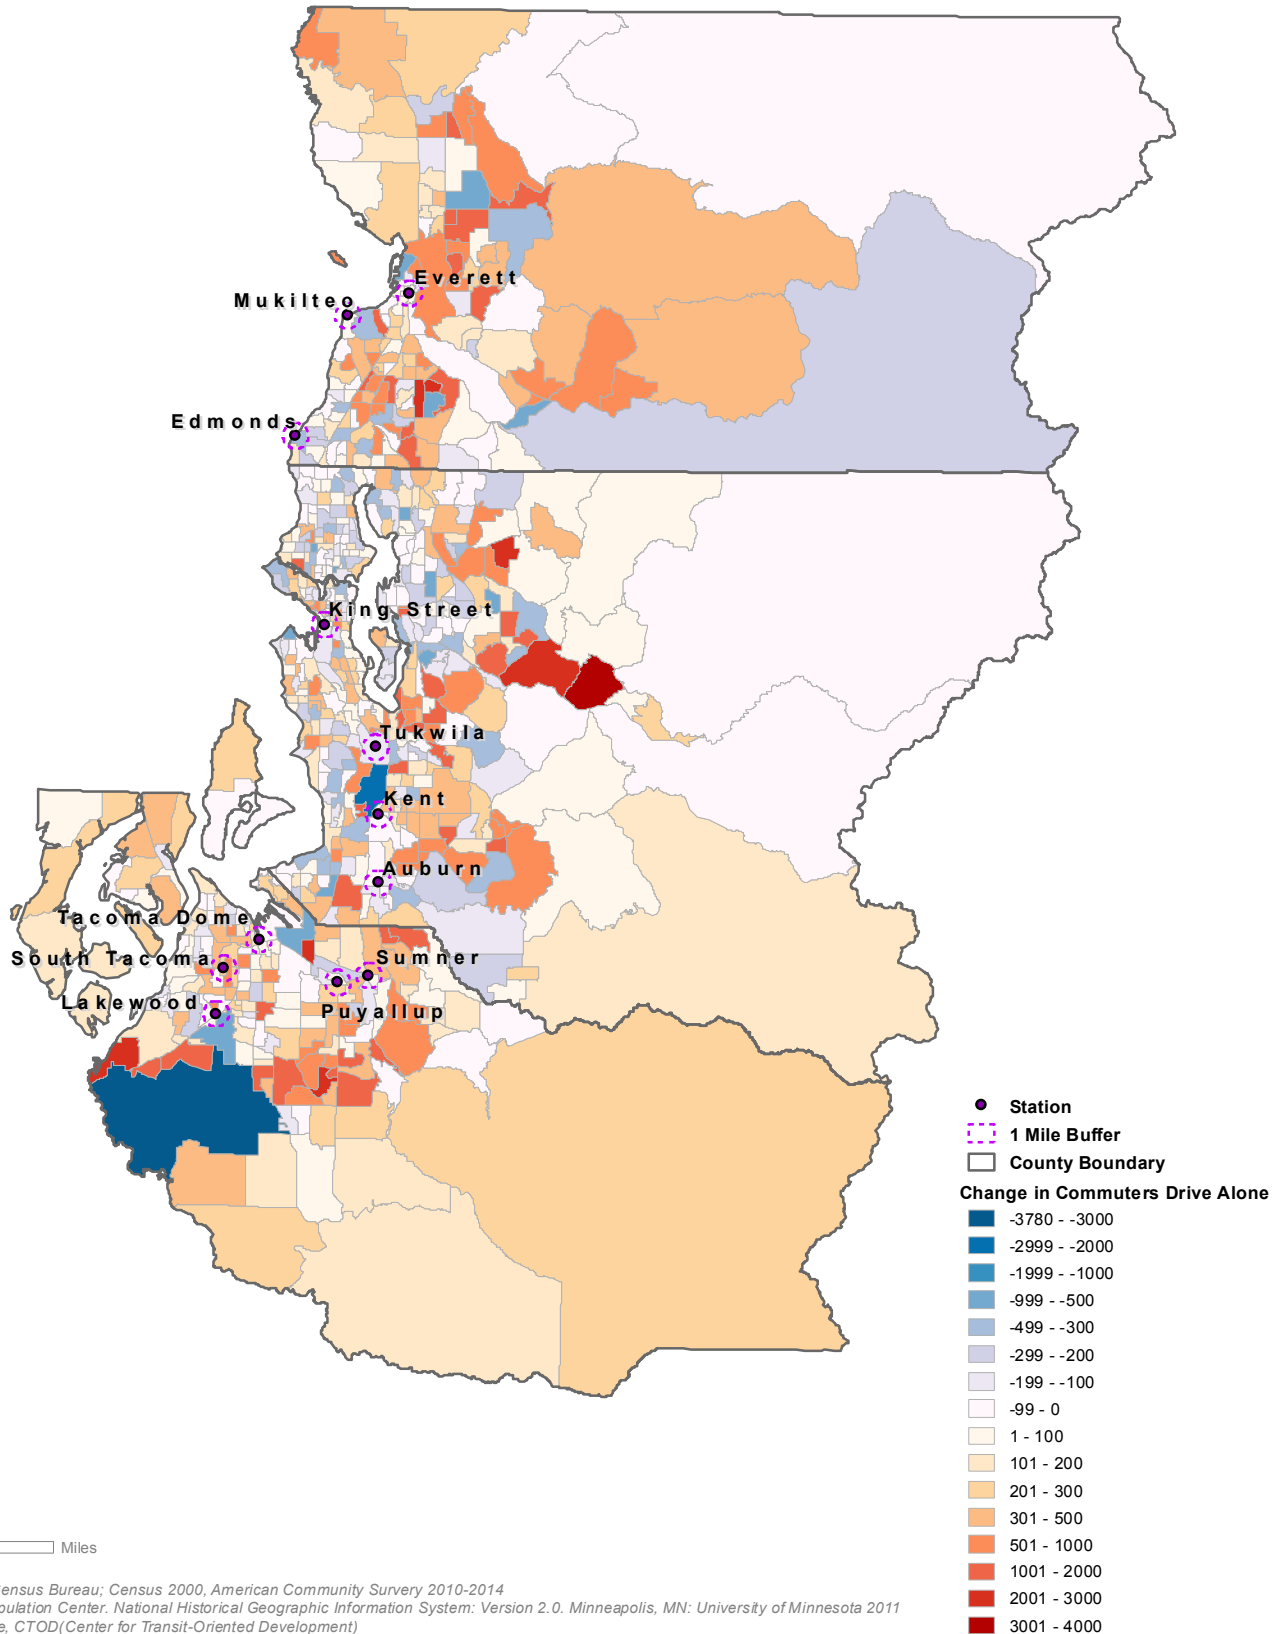 Everett
Mukilteo
Edmonds
King Street
Tukwila
Kent
Auburn
Tacoma Dome
South Tacoma
Sumner
Lakewood
Puyallup
Station
1 Mile Buffer
County Boundary
Change in Commuters Drive Alone
-3780 - -3000
-2999 - -2000
-1999 - -1000
-999 - -500
-499 - -300
-299 - -200
-199 - -100
-99 - 0
1 - 100
101 - 200
201 - 300
301 - 500
501 - 1000
1001 - 2000
2001 - 3000
3001 - 4000
Miles
ensus Bureau; Census 2000, American Community Survery 2010-2014
pulation Center. National Historical Geographic Information System: Version 2.0. Minneapolis, MN: University of Minnesota 2011
e, CTOD(Center for Transit-Oriented Development)